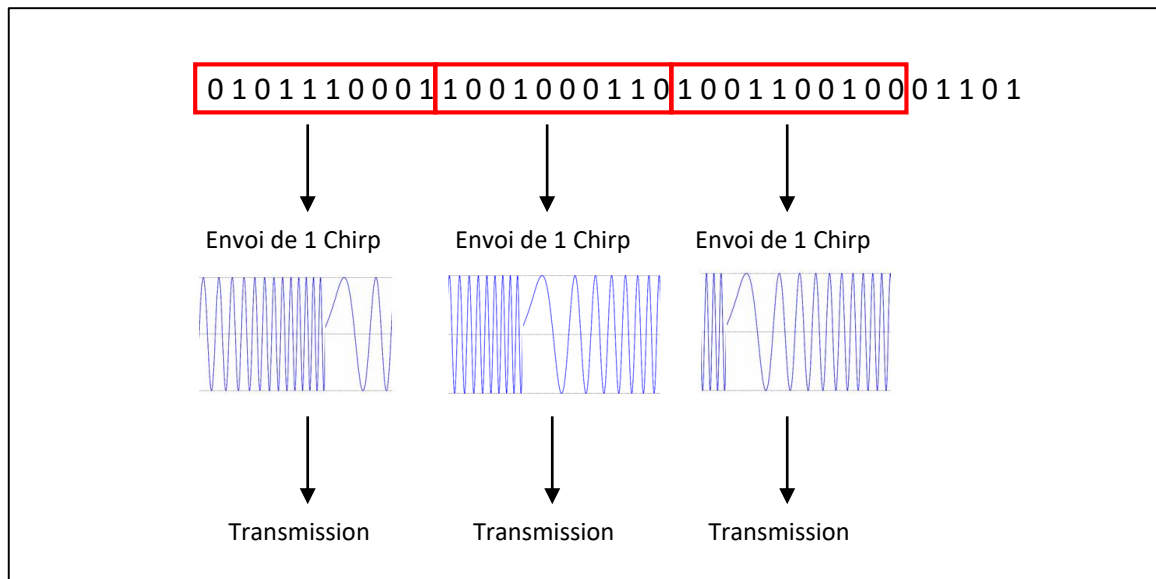 0 1 0 1 1 1 0 0 0 1 1 0 0 1 0 0 0 1 1 0 1 0 0 1 1 0 0 1 0 0 0 1 1 0 1
Envoi de 1 Chirp Envoi de 1 Chirp Envoi de 1 Chirp
Transmission Transmission Transmission